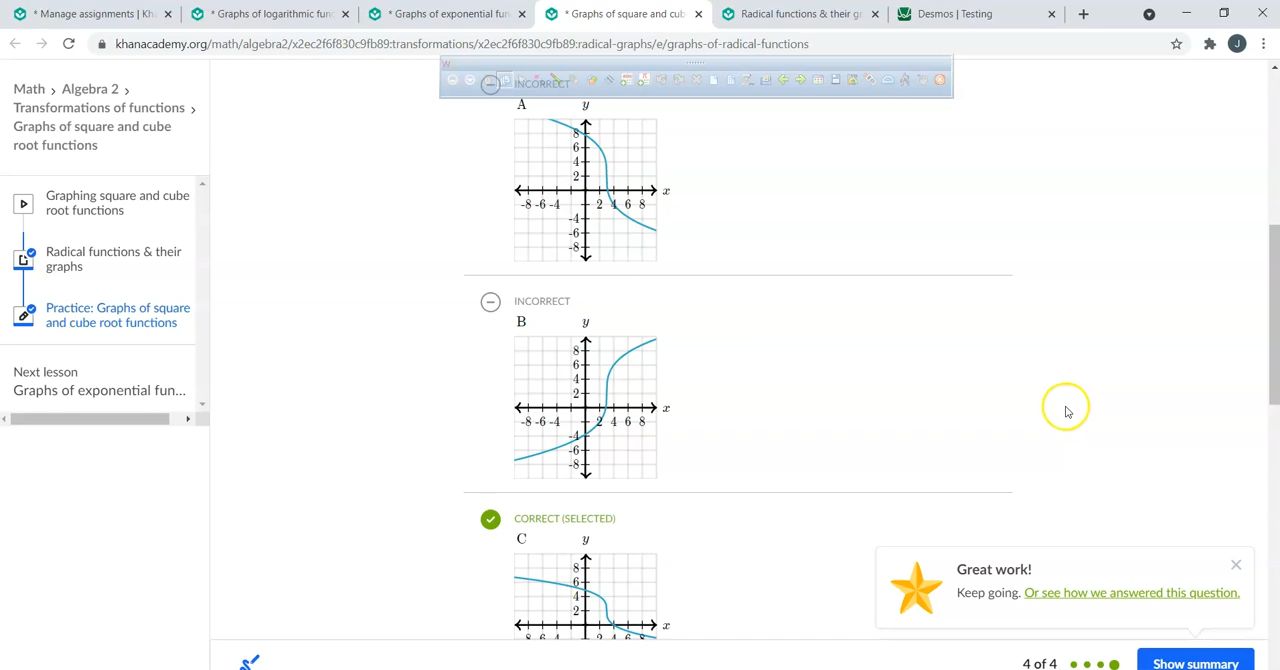 * Manage assignments | Kh
* Graphs of logarithmic fun
* Graphs of exponential fun
* Graphs of square and cub
Radical functions & their gr
Desmos | Testing
khanacademy.org/math/algebra2/x2ec2f6f830c9fb89:transformations/x2ec2f6f830c9fb89:radical-graphs/e/graphs-of-radical-functions
J
Math > Algebra 2 >
Transformations of functions >
Graphs of square and cube
root functions
Graphing square and cube
root functions
Radical functions & their
graphs
Practice: Graphs of square
and cube root functions
Next lesson
Graphs of exponential fun...
INCORRECT
A
y
8
6
4
2
x
-8 -6 -4 2 4 6 8
-4
-6
-8
INCORRECT
B
y
8
6
4
2
x
-8 -6 -4 2 4 6 8
-4
-6
-8
CORRECT (SELECTED)
C
y
8
6
4
2
x
Great work!
Keep going. Or see how we answered this question.
4 of 4
Show summary